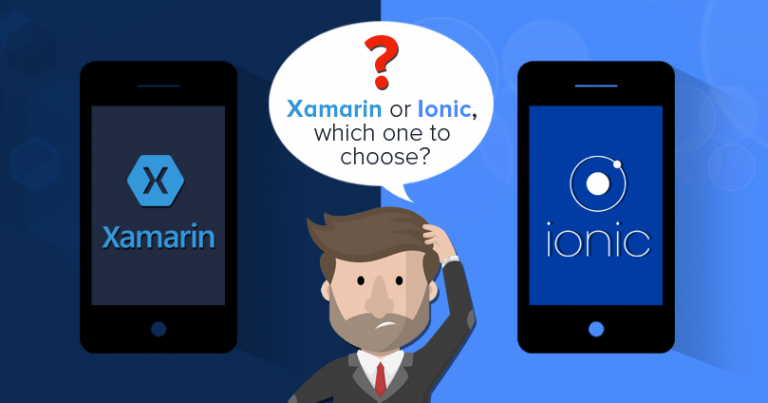 ?
Xamarin or Ionic,
which one to
choose?
X
Xamarin
ionic